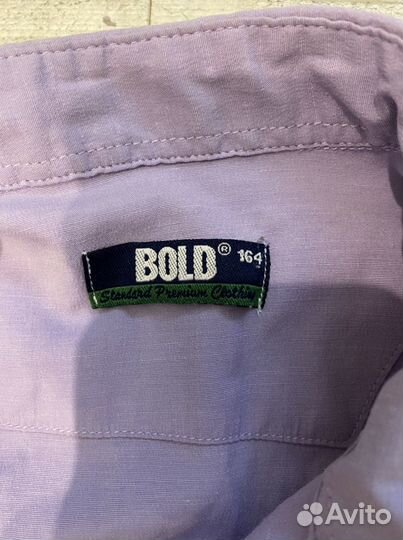 BOLD® 164
Standard Premium Clothing
Avito